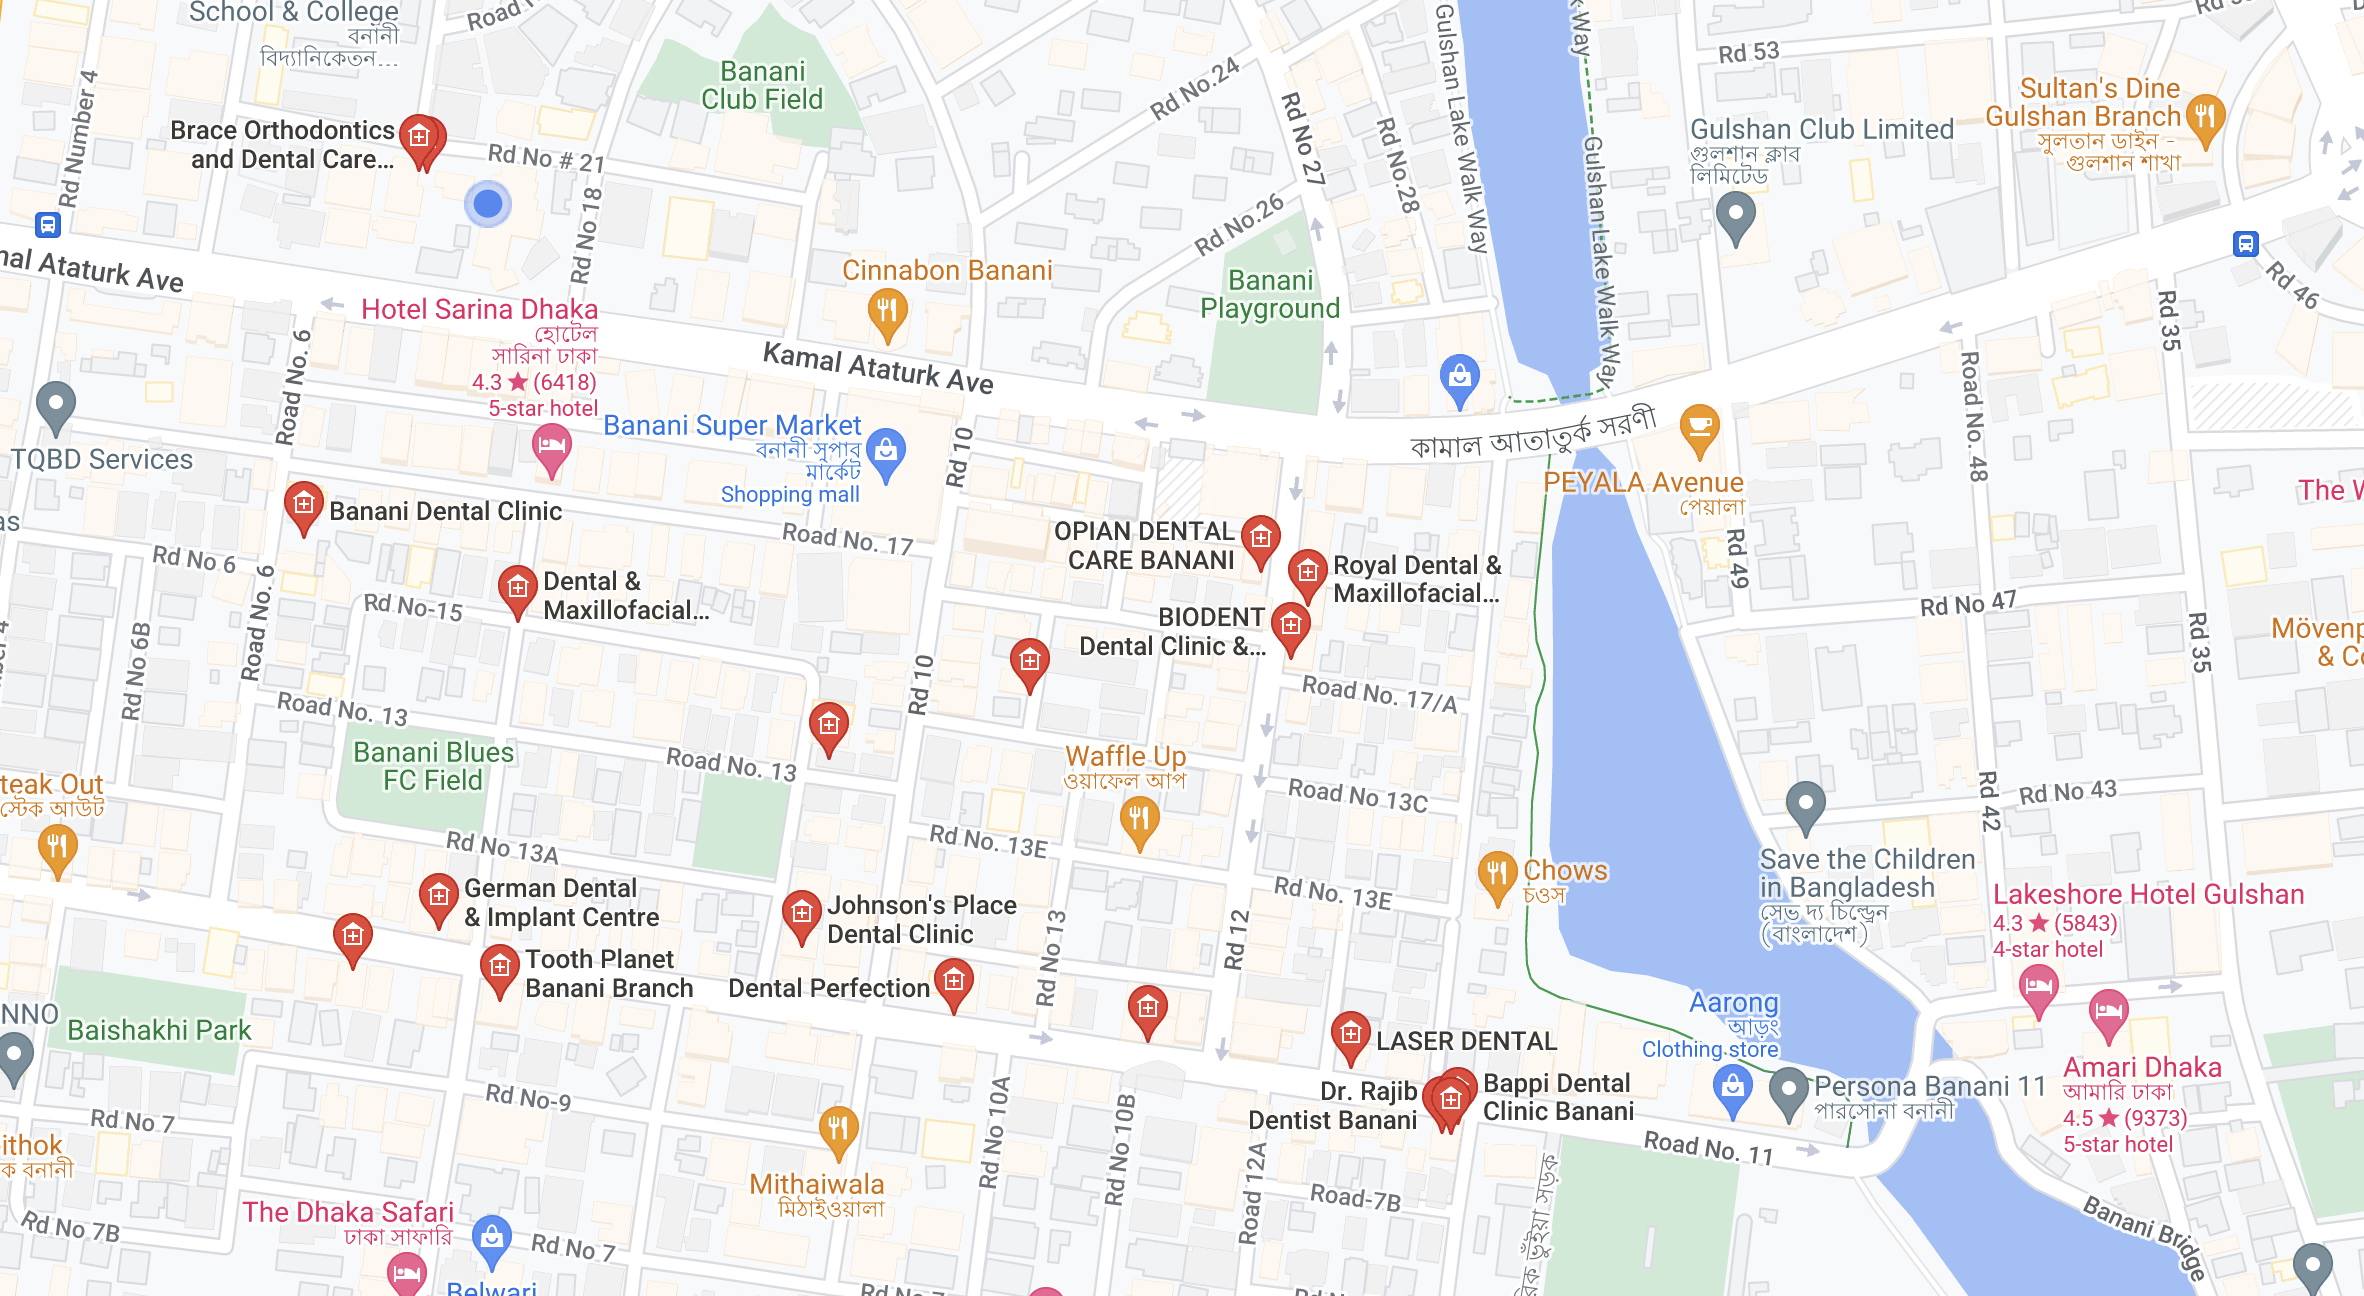 School & College
বনানী
বিদ্যানিকেতন...
Banani
Club Field
Rd No.24
Gulshan Lake Walk Way
Rd 53
Gulshan Club Limited
গুলশান ক্লাব
লিমিটেড
Sultan's Dine
Gulshan Branch
সুলতান ডাইন -
গুলশান শাখা
Rd Number 4
Brace Orthodontics
and Dental Care...
Rd No # 21
Rd No 18
Rd No 27
Rd No.28
Gulshan Lake Walk Way
Rd No.26
Banani
Playground
Rd 46
Rd 35
mal Ataturk Ave
Cinnabon Banani
Hotel Sarina Dhaka
হোটেল
সারিনা ঢাকা
4.3 ★ (6418)
5-star hotel
Kamal Ataturk Ave
Road No. 6
Banani Super Market
বনানী সুপার
মার্কেট
Shopping mall
Rd 10
কামাল আতাতুর্ক সরণী
PEYALA Avenue
পেয়ালা
Road No. 48
TQBD Services
Banani Dental Clinic
Road No. 17
OPIAN DENTAL
CARE BANANI
Royal Dental &
Maxillofacial...
BIODENT
Dental Clinic &...
Rd 49
Rd No 47
Rd 35
Rd No 6
Road No. 6
Rd No-15
Dental &
Maxillofacial...
Rd No 6B
Rd 10
Road No. 17/A
Road No. 13
Banani Blues
FC Field
Road No. 13
Waffle Up
ওয়াফেল আপ
Road No 13C
Rd No 43
Rd 42
teak Out
স্টেক আউট
Rd No 13A
Rd No. 13E
Rd No. 13E
Chows
চওস
Save the Children
in Bangladesh
সেভ দ্য চিল্ড্রেন
(বাংলাদেশ)
Lakeshore Hotel Gulshan
4.3 ★ (5843)
4-star hotel
German Dental
& Implant Centre
Johnson's Place
Dental Clinic
Rd No 13
Rd 12
Tooth Planet
Banani Branch
Dental Perfection
NNO
Baishakhi Park
LASER DENTAL
Aarong
আড়ং
Clothing store
Dr. Rajib
Dentist Banani
Bappi Dental
Clinic Banani
Persona Banani 11
পারসোনা বনানী
Amari Dhaka
আমারি ঢাকা
4.5 ★ (9373)
5-star hotel
Rd No 7
Rd No-9
Rd No 10A
Rd No 10B
Road 12A
Road No. 11
ithok
ক বনানী
Mithaiwala
মিঠাইওয়ালা
Road-7B
The Dhaka Safari
ঢাকা সাফারি
Rd No 7B
Rd No 7
Banani Bridge
Belwari